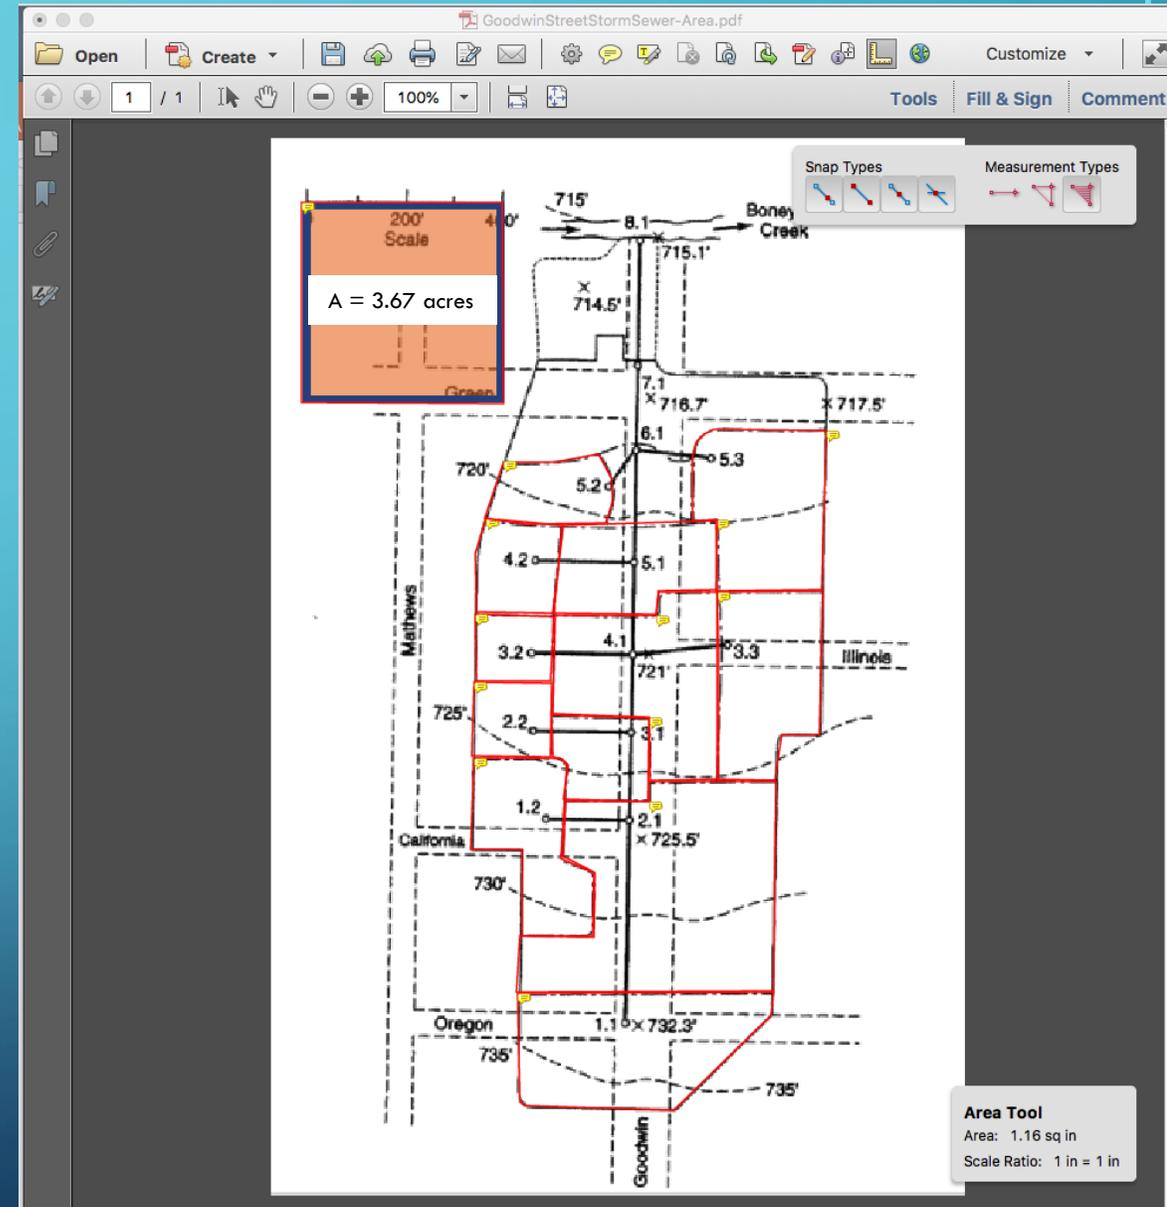 GoodwinStreetStormSewer-Area.pdf
Open Create Customize
1 / 1 100% Tools Fill & Sign Comment
Snap Types Measurement Types
200' 400'
Scale
A = 3.67 acres
Green
715'
8.1
Boney
Creek
715.1'
714.5'
7.1
716.7'
717.5'
6.1
5.3
720'
5.2
4.2
5.1
Mathews
4.1
3.2
3.3
721'
Illinois
725'
2.2
3.1
1.2
2.1
California
725.5'
730'
Oregon
1.1
732.3'
735'
735'
Goodwin
Area Tool
Area: 1.16 sq in
Scale Ratio: 1 in = 1 in